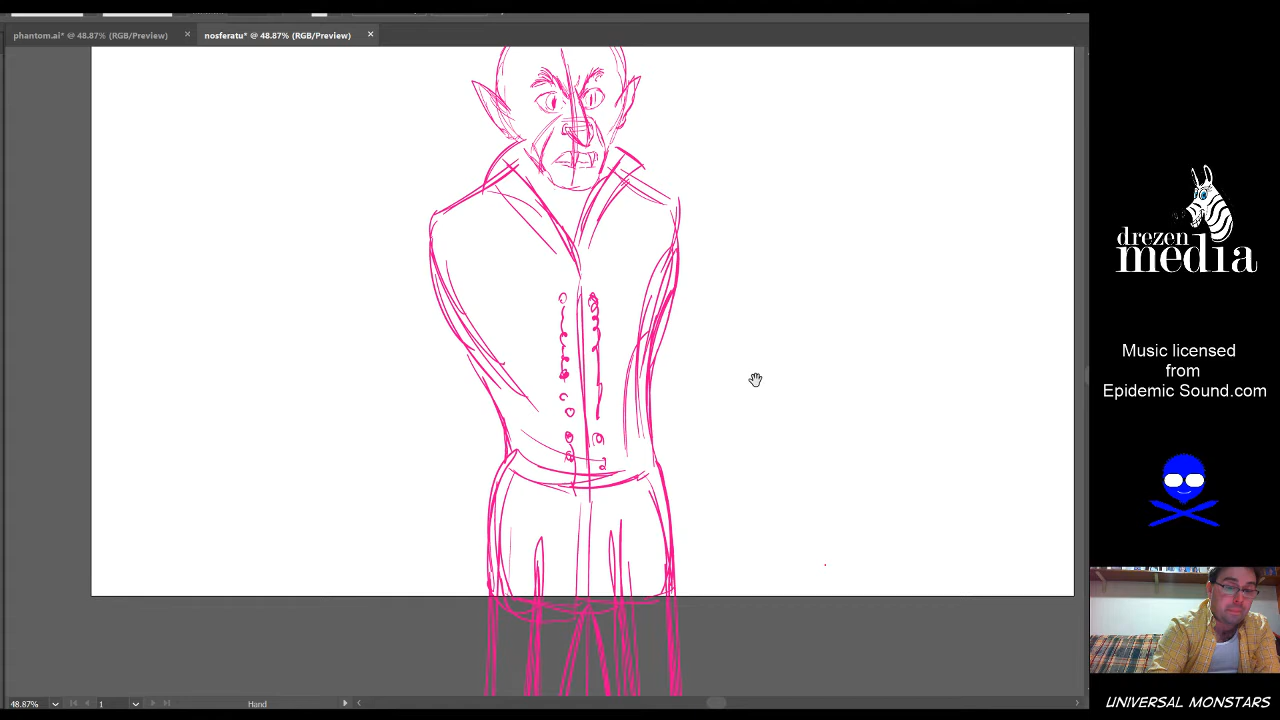 phantom.ai* @ 48.87% (RGB/Preview)
nosferatu* @ 48.87% (RGB/Preview)
drezen
media
Music licensed
from
Epidemic Sound.com
48.87%
1
Hand
UNIVERSAL MONSTARS